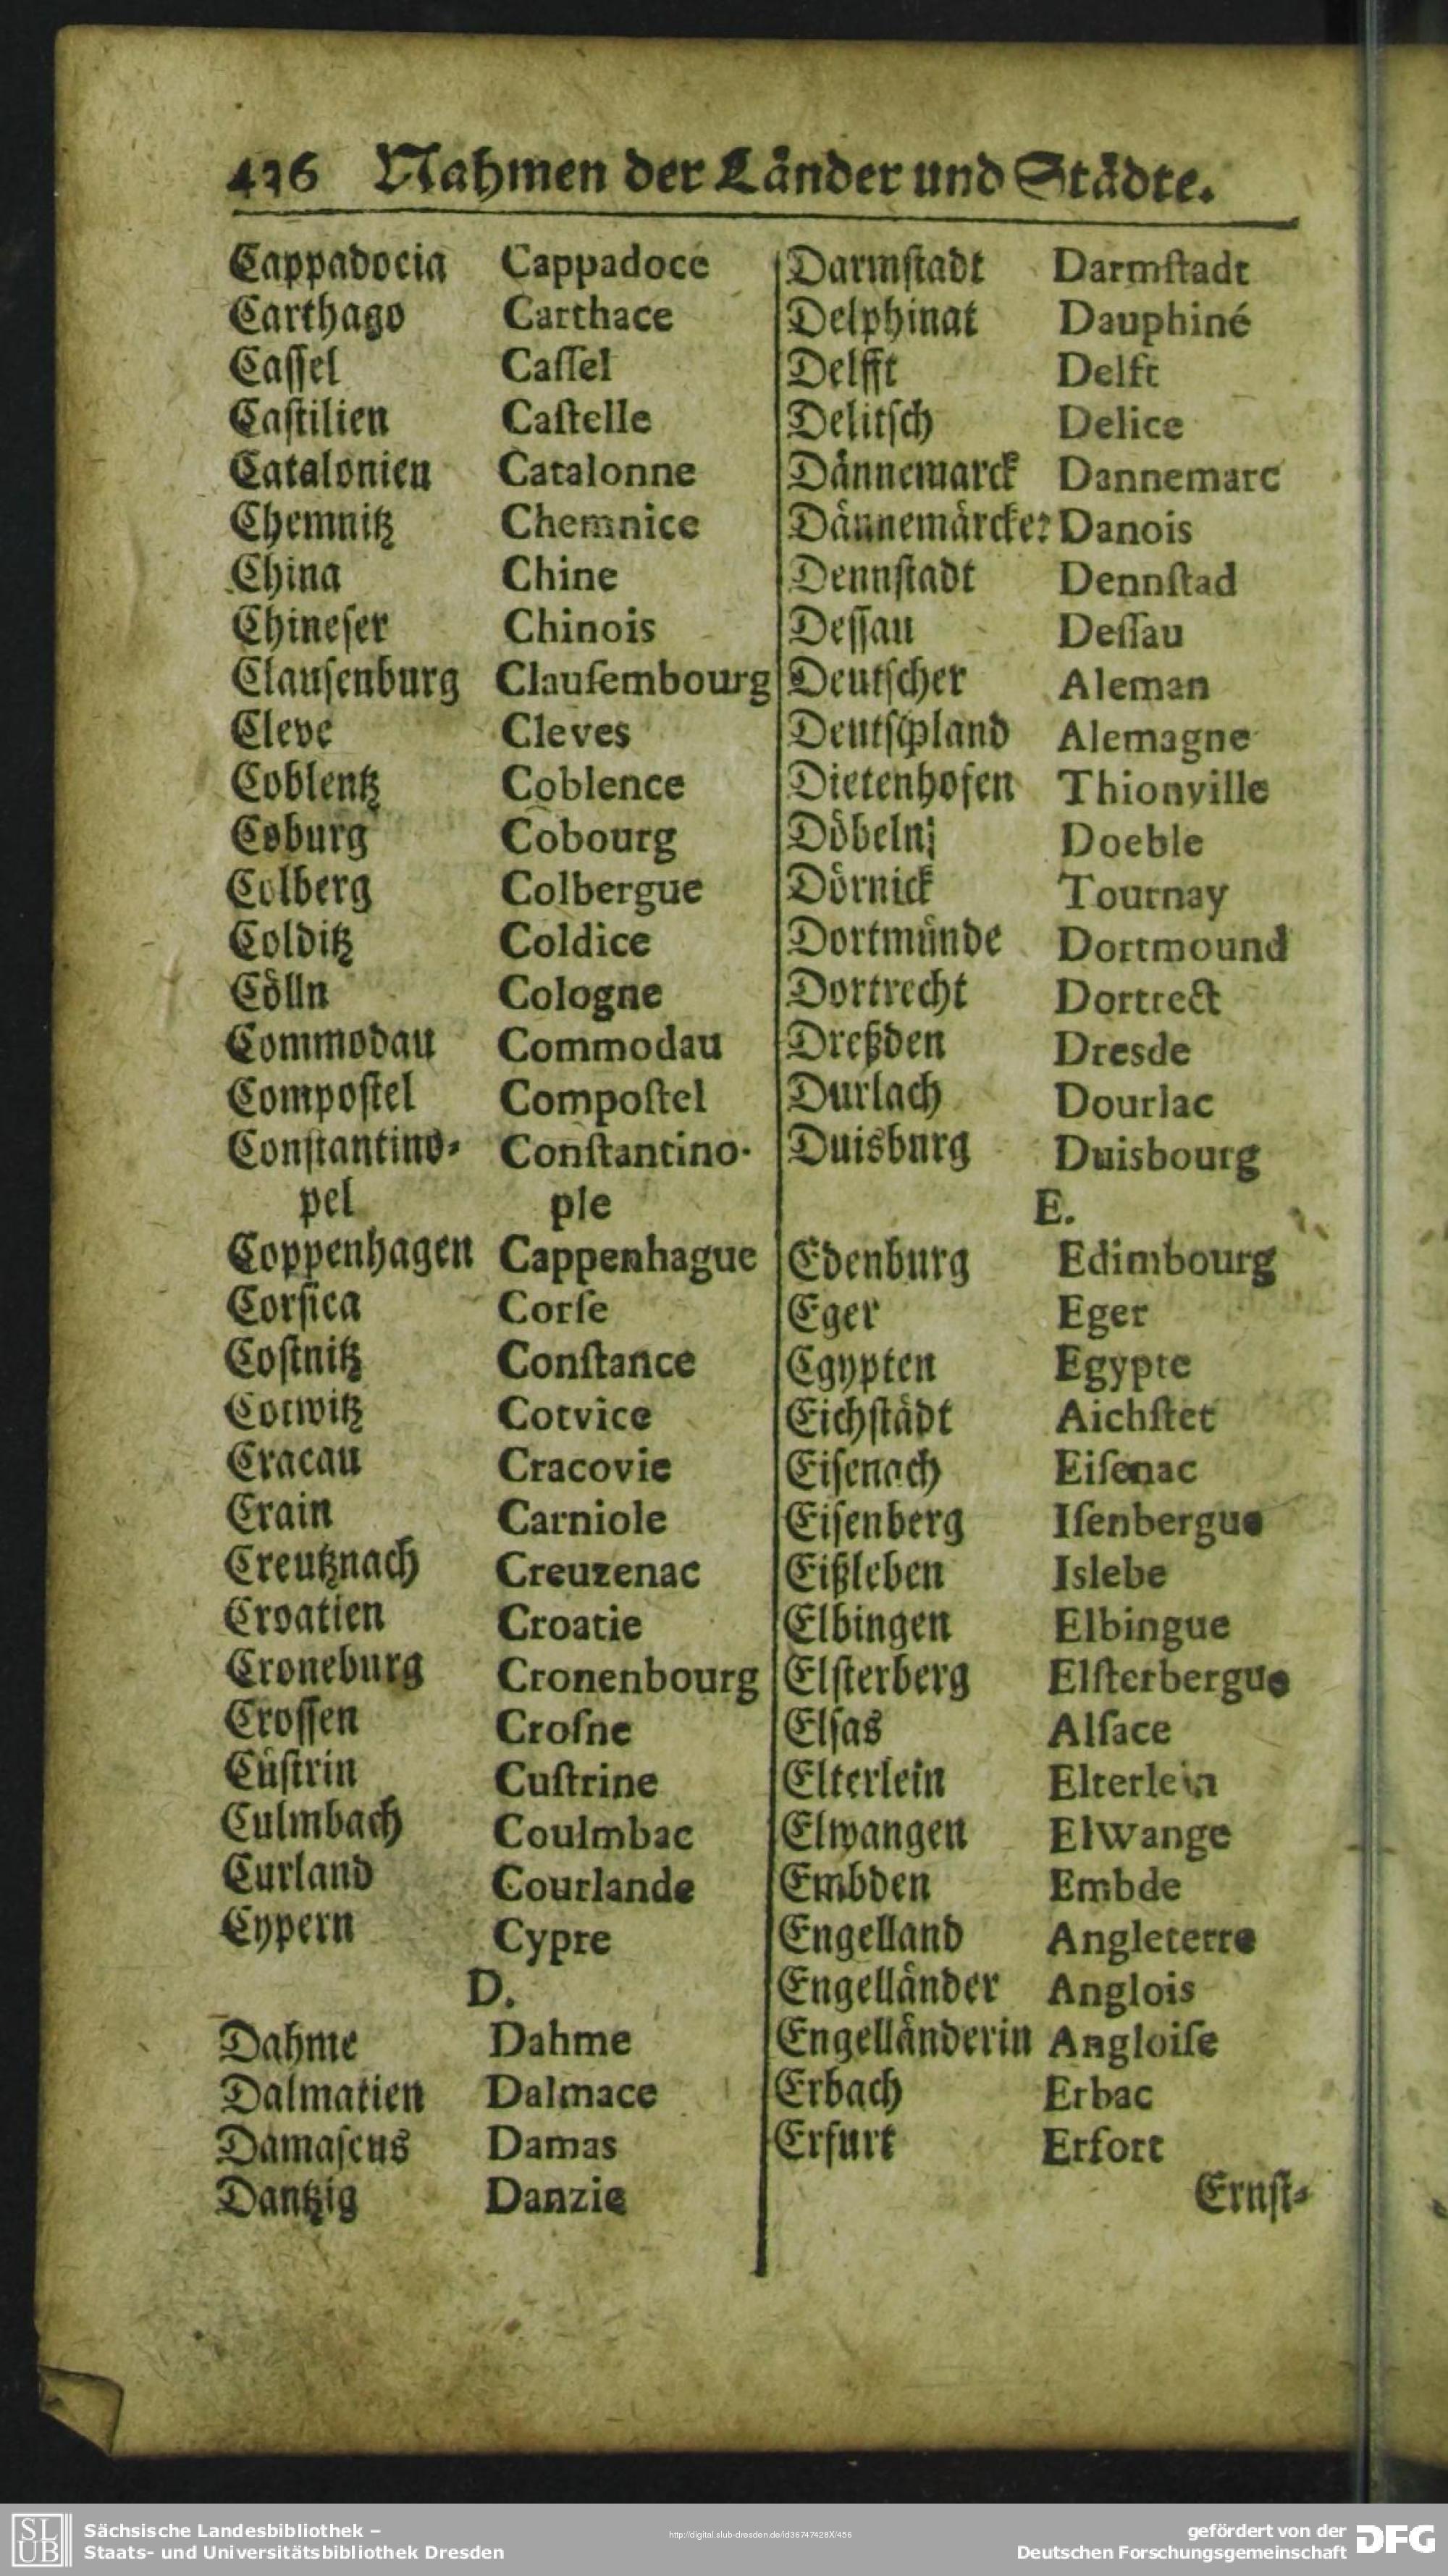 436 Nahmen der Länder und Städte.
Cappadocia Cappadoce
Carthago Carthace
Caſſel Caſſel
Caſtilien Caſtelle
Catalonien Catalonne
Chemnitz Chemnice
China Chine
Chineſer Chinois
Clauſenburg Clauſembourg
Cleve Cleves
Coblentz Coblence
Coburg Cobourg
Colberg Colbergue
Colditz Coldice
Cölln Cologne
Commodau Commodau
Compoſtel Compoſtel
Conſtantino- Conſtantino-
pel ple
Coppenhagen Cappenhague
Corſica Corſe
Coſtnitz Conſtance
Cotwitz Cotvice
Cracau Cracovie
Crain Carniole
Creutznach Creuzenac
Croatien Croatie
Croneburg Cronenbourg
Croſſen Croſne
Cüſtrin Cuſtrine
Culmbach Coulmbac
Curland Courlande
Cypern Cypre
D.
Dahme Dahme
Dalmatien Dalmace
Damaſcus Damas
Dantzig Danzic
Darmſtadt Darmſtadt
Delphinat Dauphiné
Delfft Delft
Delitſch Delice
Dännemarck Dannemarc
Dännemärcker Danois
Dennſtadt Dennſtad
Deſſau Deſſau
Deutſcher Aleman
Deutſchland Alemagne
Dietenhofen Thionville
Döbeln; Doeble
Dörnick Tournay
Dortmünde Dortmound
Dortrecht Dortrect
Dreßden Dresde
Durlach Dourlac
Duisburg Duisbourg
E.
Edenburg Edimbourg
Eger Eger
Egypten Egypte
Eichſtädt Aichſtet
Eiſenach Eiſenac
Eiſenberg Iſenbergue
Eißleben Islebe
Elbingen Elbingue
Elſterberg Elſterbergue
Elſas Alſace
Elterlein Elterlein
Elwangen Elwange
Embden Embde
Engelland Angleterre
Engelländer Anglois
Engelländerin Angloiſe
Erbach Erbac
Erfurt Erfort
Ernſt-
SLUB
Sächsische Landesbibliothek –
Staats- und Universitätsbibliothek Dresden
http://digital.slub-dresden.de/id36747428X/456
gefördert von der
Deutschen Forschungsgemeinschaft DFG